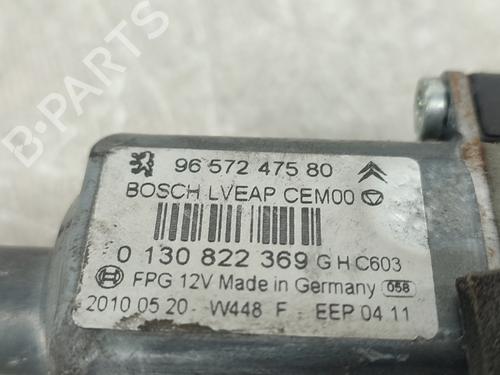 96 572 475 80
BOSCH LVEAP CEM00
0 130 822 369 G H C603
FPG 12V Made in Germany 058
2010 05 20 - W448 F - EEP 04 11
B-PARTS